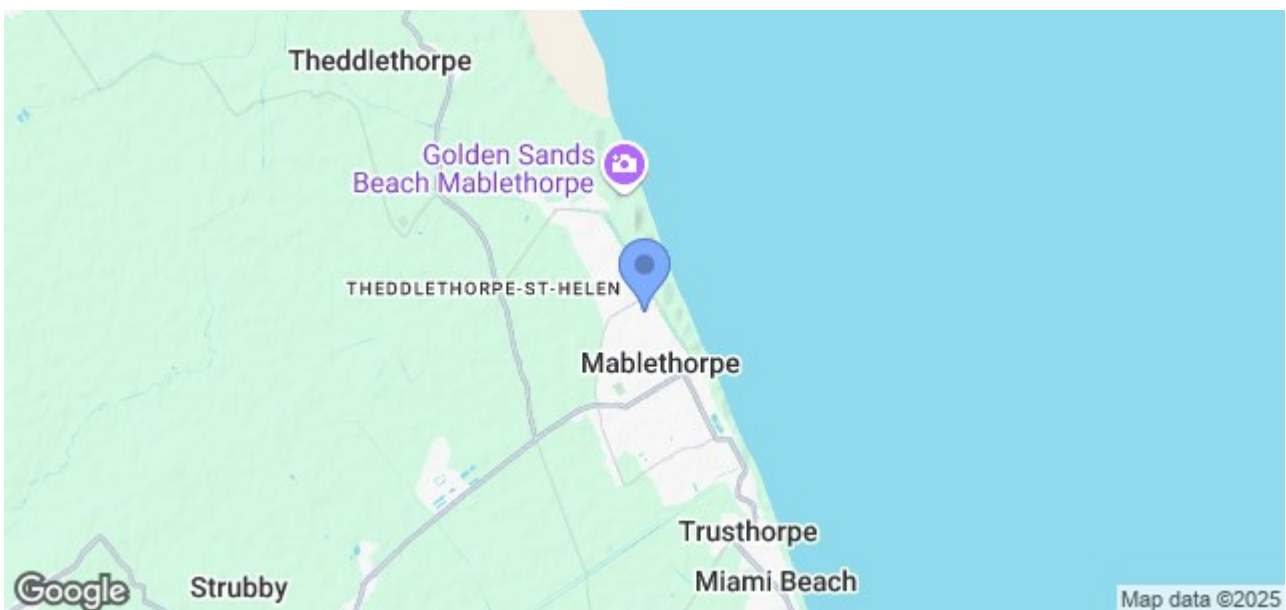 Theddlethorpe
Golden Sands
Beach Mablethorpe
THEDDLETHORPE-ST-HELEN
Mablethorpe
Trusthorpe
Strubby
Miami Beach
Google
Map data ©2025